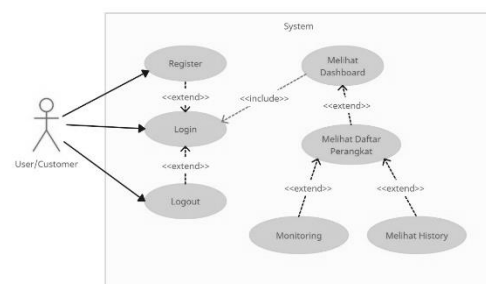 System
Register
Melihat
Dashboard
<<extend>>
<<include>>
<<extend>>
Login
Melihat Daftar
Perangkat
User/Customer
<<extend>>
<<extend>>
<<extend>>
Logout
Monitoring
Melihat History